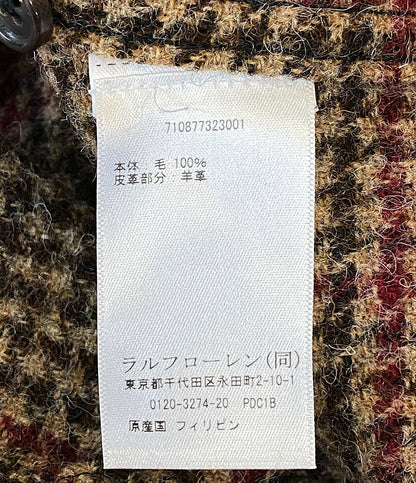 710877323001
本体 毛 100%
皮革部分：羊革
ラルフローレン(同)
東京都千代田区永田町2-10-1
0120-3274-20 PDC1B
原産国 フィリピン